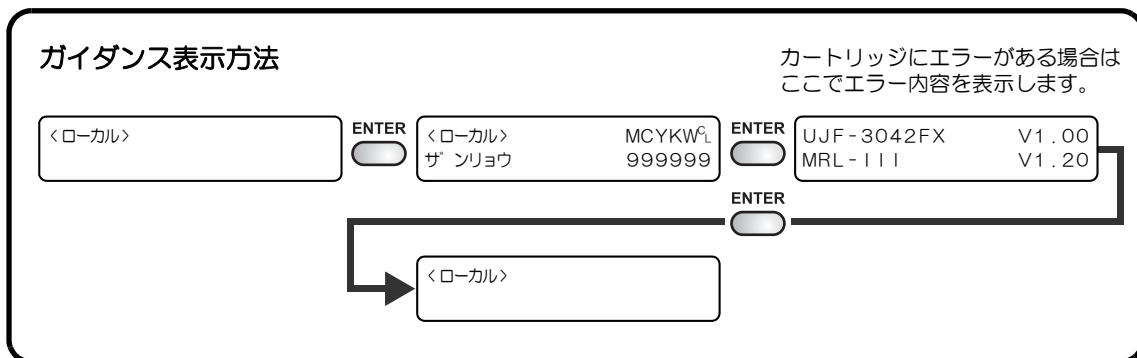 ガイダンス表示方法
カートリッジにエラーがある場合は
ここでエラー内容を表示します。
<ローカル>
ENTER
<ローカル> MCYKWCL
ザンリョウ 999999
ENTER
UJF-3042FX V1.00
MRL-III V1.20
ENTER
<ローカル>